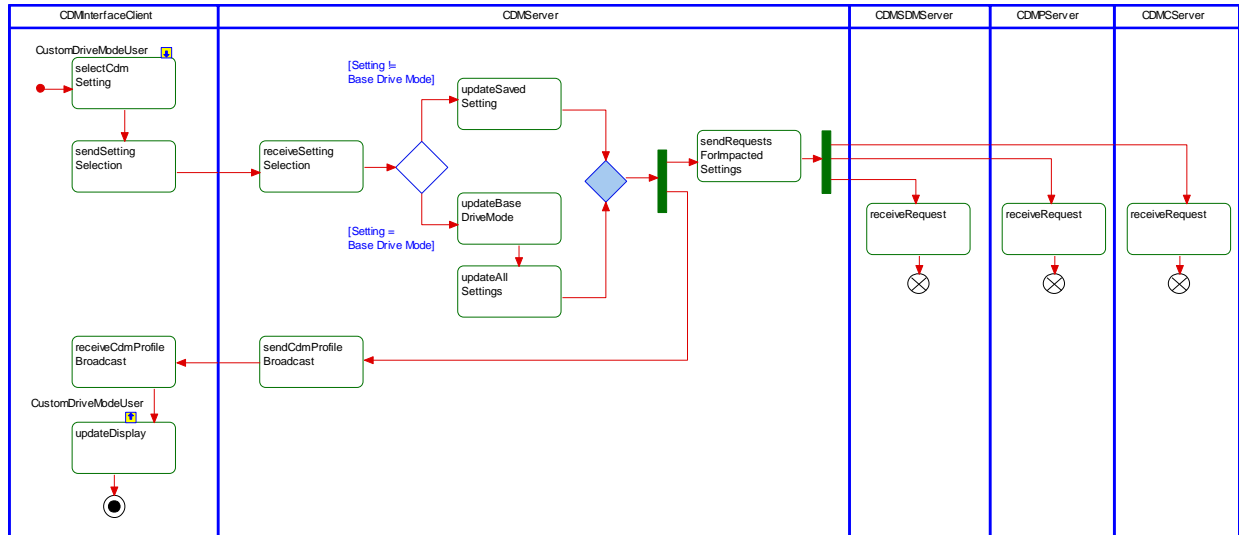 CDMInterfaceClient
CDMServer
CDMSDMServer
CDMPServer
CDMCServer
CustomDriveModeUser
selectCdm
Setting
[Setting !=
Base Drive Mode]
updateSaved
Setting
sendSetting
Selection
receiveSetting
Selection
sendRequests
ForImpacted
Settings
updateBase
DriveMode
[Setting =
Base Drive Mode]
updateAll
Settings
receiveRequest
receiveRequest
receiveRequest
receiveCdmProfile
Broadcast
sendCdmProfile
Broadcast
CustomDriveModeUser
updateDisplay